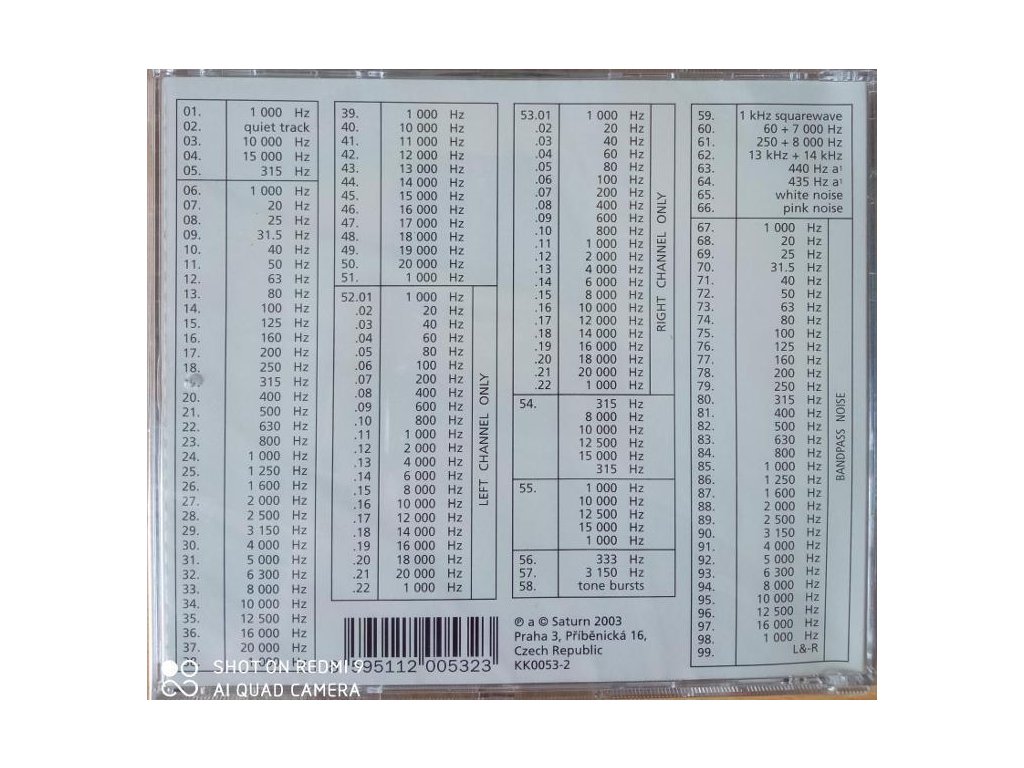 01. 1 000 Hz
02. quiet track
03. 10 000 Hz
04. 15 000 Hz
05. 315 Hz
06. 1 000 Hz
07. 20 Hz
08. 25 Hz
09. 31.5 Hz
10. 40 Hz
11. 50 Hz
12. 63 Hz
13. 80 Hz
14. 100 Hz
15. 125 Hz
16. 160 Hz
17. 200 Hz
18. 250 Hz
315 Hz
20. 400 Hz
21. 500 Hz
22. 630 Hz
23. 800 Hz
24. 1 000 Hz
25. 1 250 Hz
26. 1 600 Hz
27. 2 000 Hz
28. 2 500 Hz
29. 3 150 Hz
30. 4 000 Hz
31. 5 000 Hz
32. 6 300 Hz
33. 8 000 Hz
34. 10 000 Hz
35. 12 500 Hz
36. 16 000 Hz
37. 20 000 Hz
39. 1 000 Hz
40. 10 000 Hz
41. 11 000 Hz
42. 12 000 Hz
43. 13 000 Hz
44. 14 000 Hz
45. 15 000 Hz
46. 16 000 Hz
47. 17 000 Hz
48. 18 000 Hz
49. 19 000 Hz
50. 20 000 Hz
51. 1 000 Hz
52.01 1 000 Hz
.02 20 Hz
.03 40 Hz
.04 60 Hz
.05 80 Hz
.06 100 Hz
.07 200 Hz
.08 400 Hz
.09 600 Hz
.10 800 Hz
.11 1 000 Hz
.12 2 000 Hz
.13 4 000 Hz
.14 6 000 Hz
.15 8 000 Hz
.16 10 000 Hz
.17 12 000 Hz
.18 14 000 Hz
.19 16 000 Hz
.20 18 000 Hz
.21 20 000 Hz
.22 1 000 Hz
LEFT CHANNEL ONLY
53.01 1 000 Hz
.02 20 Hz
.03 40 Hz
.04 60 Hz
.05 80 Hz
.06 100 Hz
.07 200 Hz
.08 400 Hz
.09 600 Hz
.10 800 Hz
.11 1 000 Hz
.12 2 000 Hz
.13 4 000 Hz
.14 6 000 Hz
.15 8 000 Hz
.16 10 000 Hz
.17 12 000 Hz
.18 14 000 Hz
.19 16 000 Hz
.20 18 000 Hz
.21 20 000 Hz
.22 1 000 Hz
RIGHT CHANNEL ONLY
54. 315 Hz
8 000 Hz
10 000 Hz
12 500 Hz
15 000 Hz
315 Hz
55. 1 000 Hz
10 000 Hz
12 500 Hz
15 000 Hz
1 000 Hz
56. 333 Hz
57. 3 150 Hz
58. tone bursts
59. 1 kHz squarewave
60. 60 + 7 000 Hz
61. 250 + 8 000 Hz
62. 13 kHz + 14 kHz
63. 440 Hz a¹
64. 435 Hz a¹
65. white noise
66. pink noise
67. 1 000 Hz
68. 20 Hz
69. 25 Hz
70. 31.5 Hz
71. 40 Hz
72. 50 Hz
73. 63 Hz
74. 80 Hz
75. 100 Hz
76. 125 Hz
77. 160 Hz
78. 200 Hz
79. 250 Hz
80. 315 Hz
81. 400 Hz
82. 500 Hz
83. 630 Hz
84. 800 Hz
85. 1 000 Hz
86. 1 250 Hz
87. 1 600 Hz
88. 2 000 Hz
89. 2 500 Hz
90. 3 150 Hz
91. 4 000 Hz
92. 5 000 Hz
93. 6 300 Hz
94. 8 000 Hz
95. 10 000 Hz
96. 12 500 Hz
97. 16 000 Hz
98. 1 000 Hz
99. L&-R
BANDPASS NOISE
℗ a © Saturn 2003
Praha 3, Příběnická 16,
Czech Republic
KK0053-2
95112 005323
SHOT ON REDMI 9
AI QUAD CAMERA